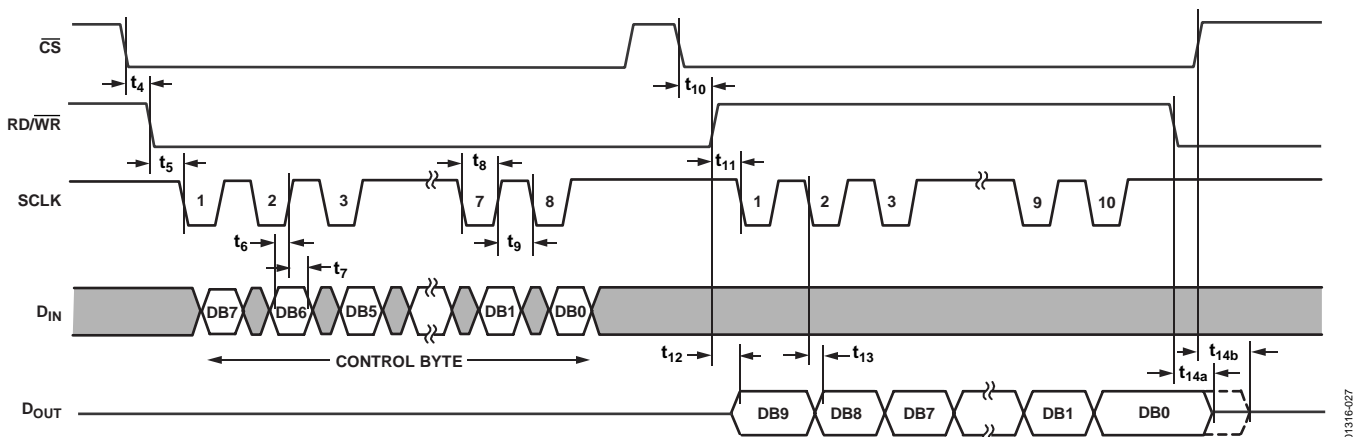 CS
t4
t10
RD/WR
t5
t8
t11
SCLK
1 2 3 7 8 1 2 3 9 10
t6
t9
t7
DIN
DB7 DB6 DB5 DB1 DB0
t12
t13
t14b
CONTROL BYTE
t14a
DOUT
DB9 DB8 DB7 DB1 DB0
01316-027